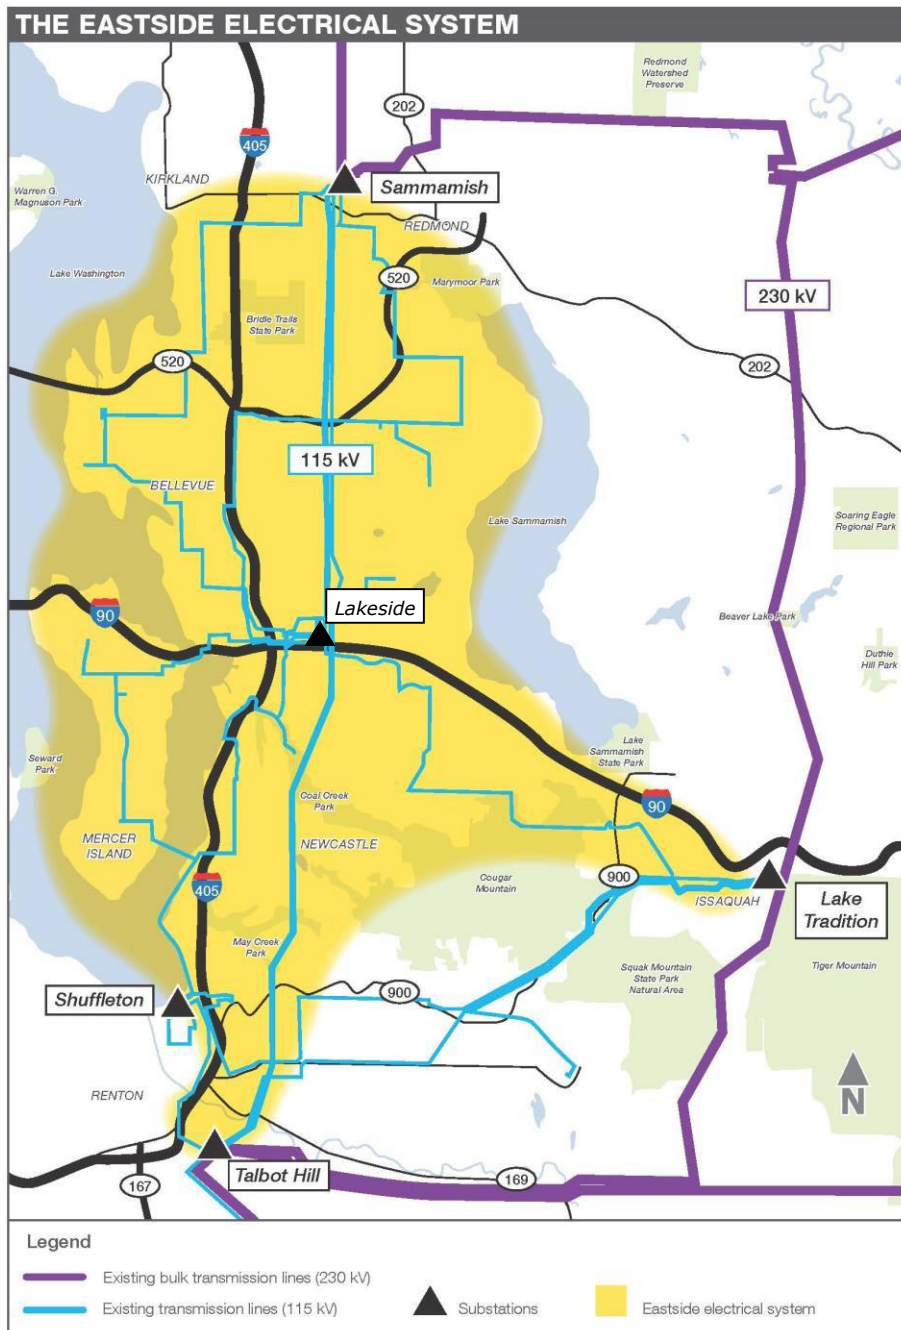 THE EASTSIDE ELECTRICAL SYSTEM
Redmond
Watershed
Preserve
202
405
KIRKLAND
Sammamish
Warren G.
Magnuson Park
REDMOND
Lake Washington
520
Marymoor Park
230 kV
Bridle Trails
State Park
520
202
115 kV
BELLEVUE
Soaring Eagle
Regional Park
Lake Sammamish
90
Lakeside
Beaver Lake Park
Duthie
Hill Park
Lake
Sammamish
State Park
Seward
Park
Coal Creek
Park
90
MERCER
ISLAND
NEWCASTLE
405
Cougar
Mountain
900
ISSAQUAH
Lake
Tradition
May Creek
Park
Squak Mountain
State Park
Natural Area
Tiger Mountain
Shuffleton
900
RENTON
N
Talbot Hill
169
167
Legend
Existing bulk transmission lines (230 kV)
Existing transmission lines (115 kV)
Substations
Eastside electrical system